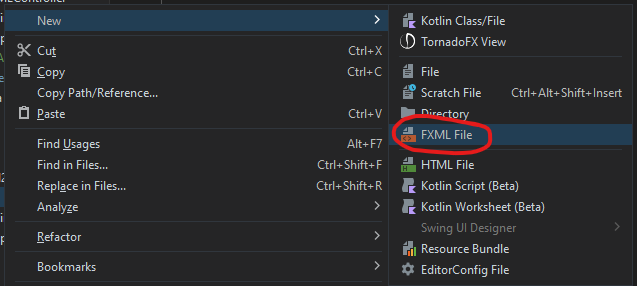 New
Cut Ctrl+X
Copy Ctrl+C
Copy Path/Reference...
Paste Ctrl+V
Find Usages Alt+F7
Find in Files... Ctrl+Shift+F
Replace in Files... Ctrl+Shift+R
Analyze
Refactor
Bookmarks
Kotlin Class/File
TornadoFX View
File
Scratch File Ctrl+Alt+Shift+Insert
Directory
FXML File
HTML File
Kotlin Script (Beta)
Kotlin Worksheet (Beta)
Swing UI Designer
Resource Bundle
EditorConfig File